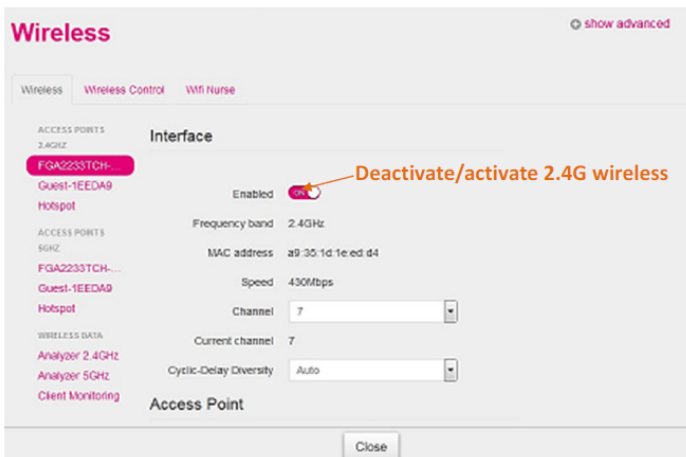 Wireless
show advanced
Wireless Wireless Control Wifi Nurse
ACCESS POINTS
2.4GHZ
FGA2233TCH-...
Guest-1EEDA9
Hotspot
ACCESS POINTS
5GHZ
FGA2233TCH-...
Guest-1EEDA9
Hotspot
WIRELESS DATA
Analyzer 2.4GHz
Analyzer 5GHz
Client Monitoring
Interface
Deactivate/activate 2.4G wireless
Enabled ON
Frequency band 2.4GHz
MAC address a9:35:1d:1e:ed:d4
Speed 430Mbps
Channel 7
Current channel 7
Cyclic-Delay Diversity Auto
Access Point
Close